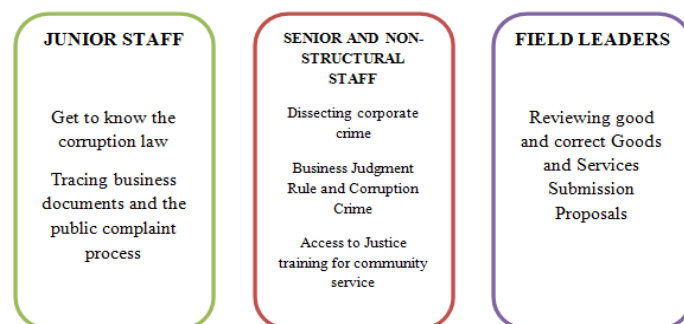 JUNIOR STAFF
Get to know the
corruption law
Tracing business
documents and the
public complaint
process
SENIOR AND NON-
STRUCTURAL
STAFF
Dissecting corporate
crime
Business Judgment
Rule and Corruption
Crime
Access to Justice
training for community
service
FIELD LEADERS
Reviewing good
and correct Goods
and Services
Submission
Proposals